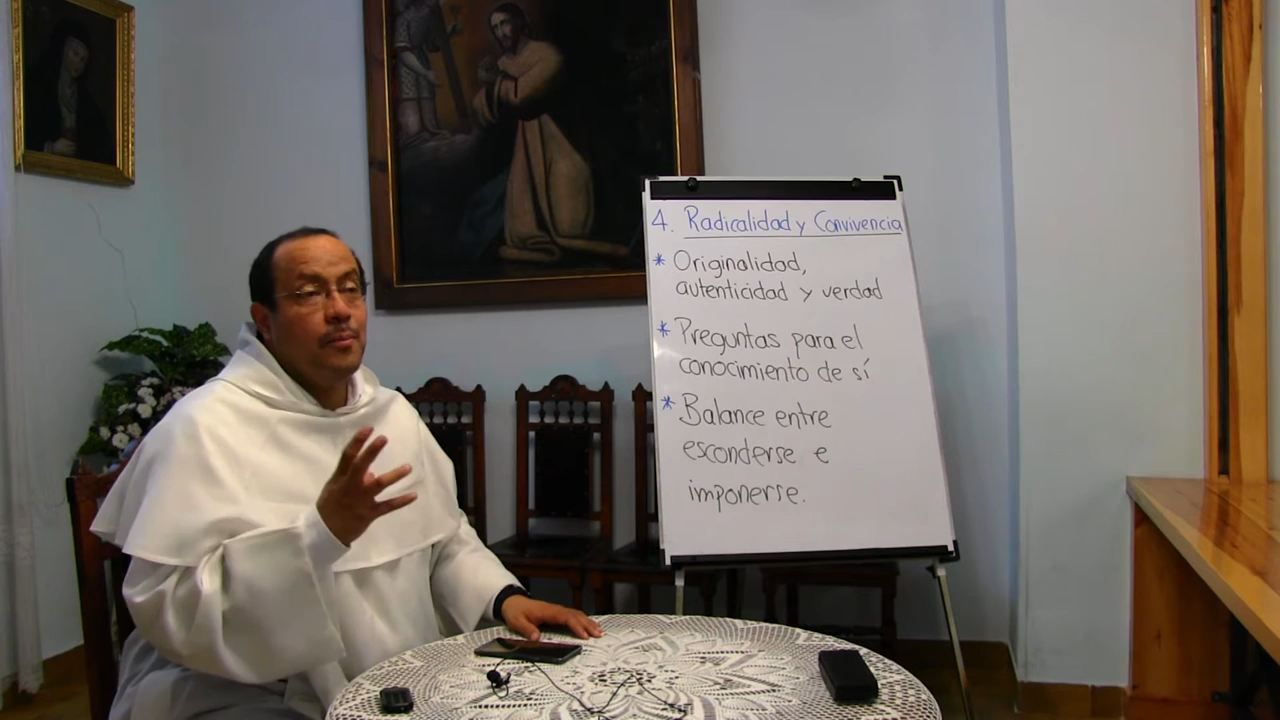 4. Radicalidad y Convivencia
* Originalidad,
autenticidad y verdad
* Preguntas para el
conocimiento de sí
* Balance entre
esconderse e
imponerse.